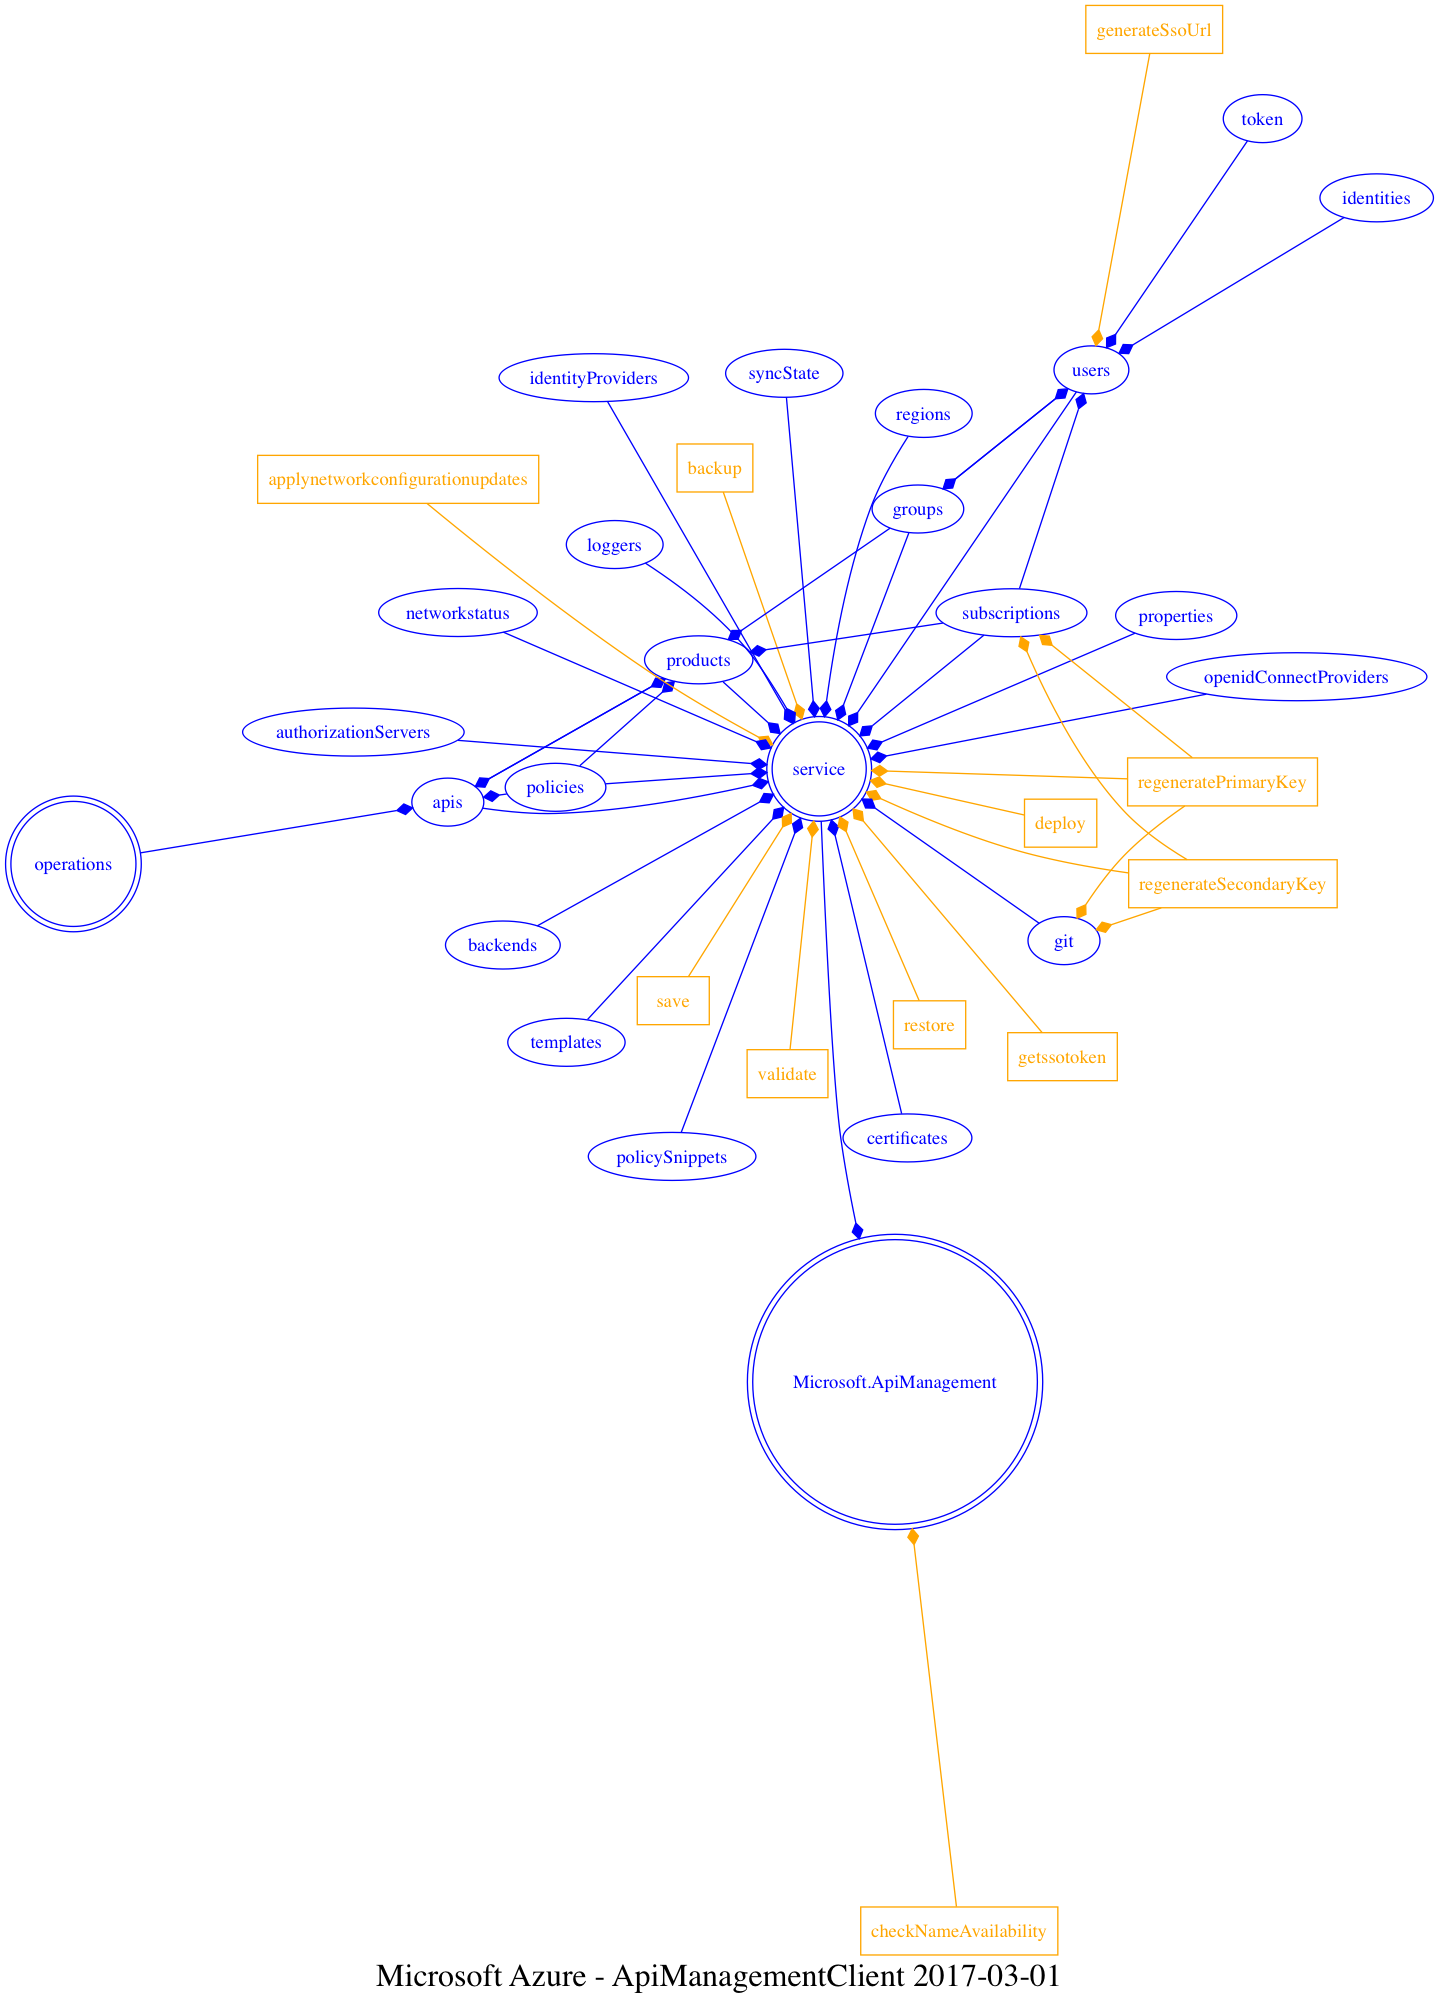 generateSsoUrl
token
identities
users
identityProviders
syncState
regions
backup
applynetworkconfigurationupdates
groups
loggers
networkstatus
subscriptions
properties
products
openidConnectProviders
authorizationServers
service
policies
apis
regeneratePrimaryKey
deploy
operations
regenerateSecondaryKey
git
backends
save
restore
templates
getssotoken
validate
certificates
policySnippets
Microsoft.ApiManagement
checkNameAvailability
Microsoft Azure - ApiManagementClient 2017-03-01